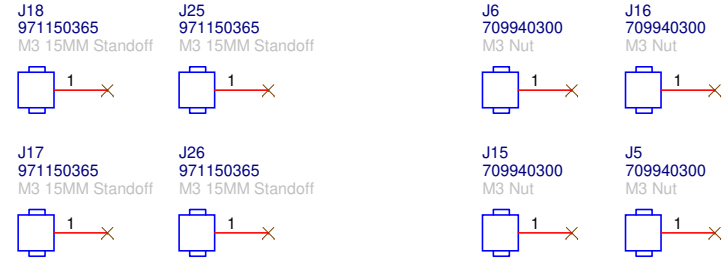 J18
971150365
M3 15MM Standoff
1
J25
971150365
M3 15MM Standoff
1
J6
709940300
M3 Nut
1
J16
709940300
M3 Nut
1
J17
971150365
M3 15MM Standoff
1
J26
971150365
M3 15MM Standoff
1
J15
709940300
M3 Nut
1
J5
709940300
M3 Nut
1